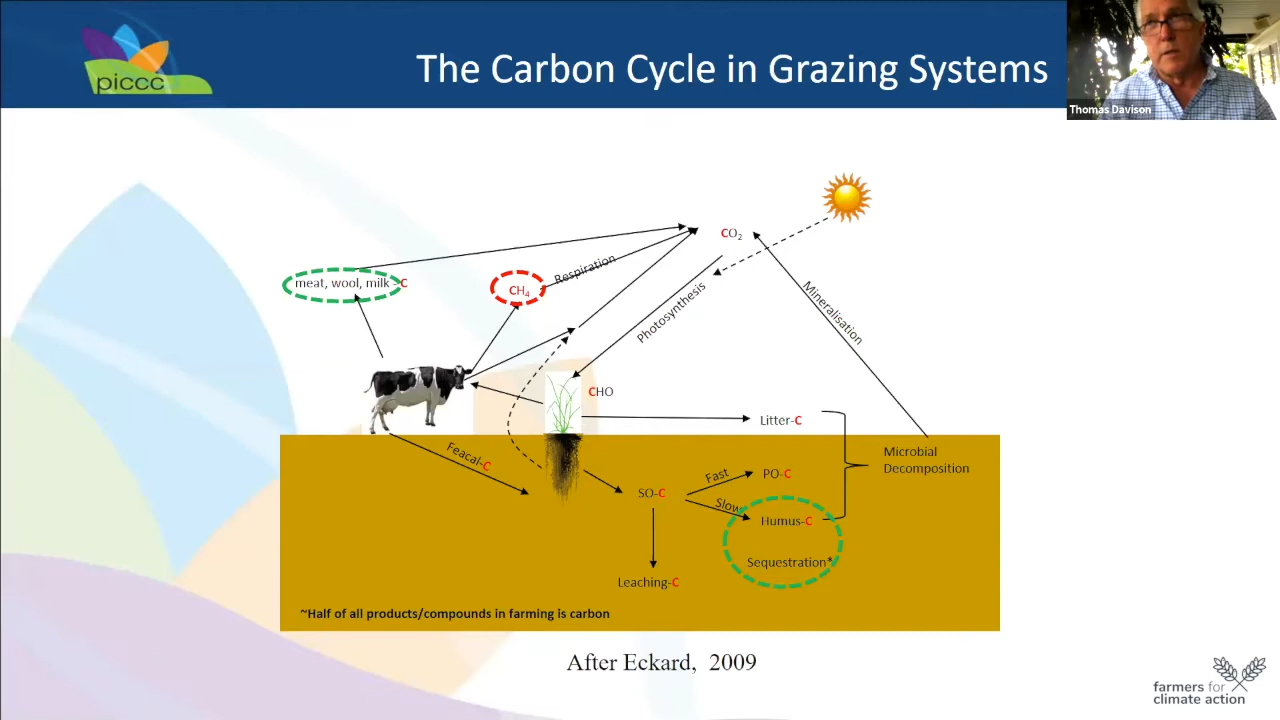 piccc
The Carbon Cycle in Grazing Systems
Thomas Davison
CO2
meat, wool, milk -C
CH4
Respiration
Photosynthesis
Mineralisation
CHO
Litter-C
Feacal-C
Microbial
Decomposition
SO-C
Fast
PO-C
Slow
Humus-C
Sequestration*
Leaching-C
~Half of all products/compounds in farming is carbon
After Eckard, 2009
farmers for
climate action